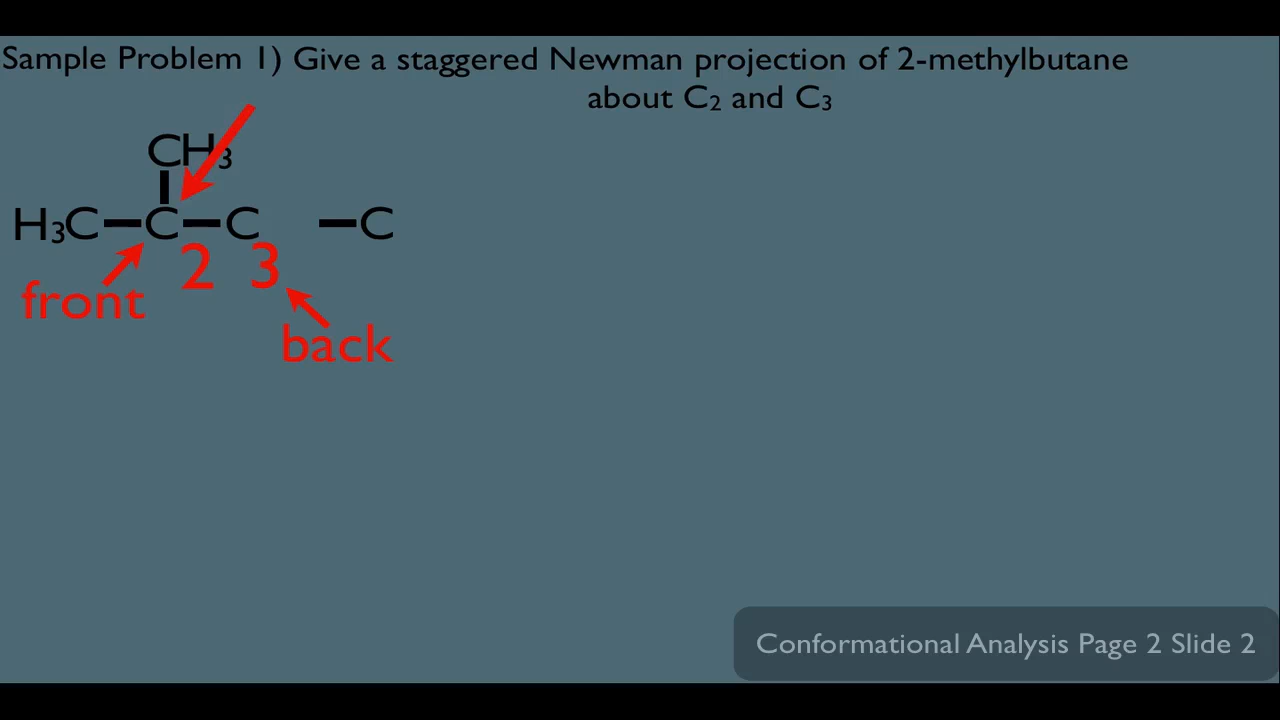 Sample Problem 1) Give a staggered Newman projection of 2-methylbutane
about C₂ and C₃
CH₃
H₃C—C—C —C
2 3
front
back
Conformational Analysis Page 2 Slide 2